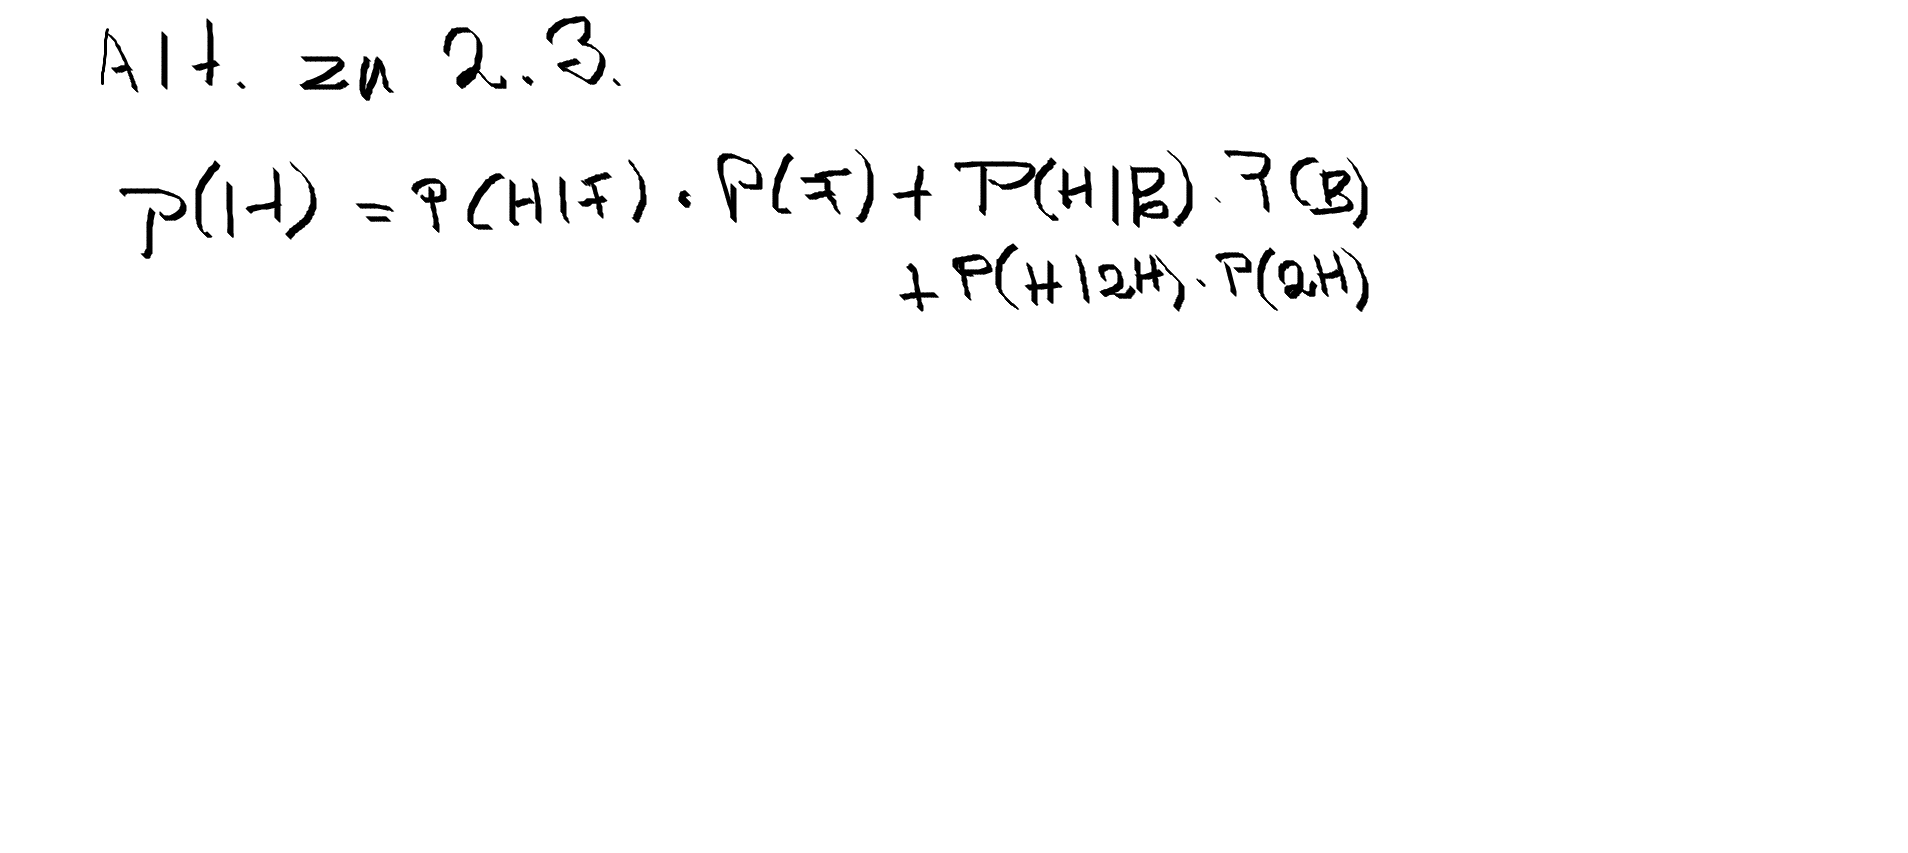 Alt. zu 2.3.
P(H) = P(H|F) · P(F) + P(H|B) · P(B)
+ P(H|2H) · P(2H)